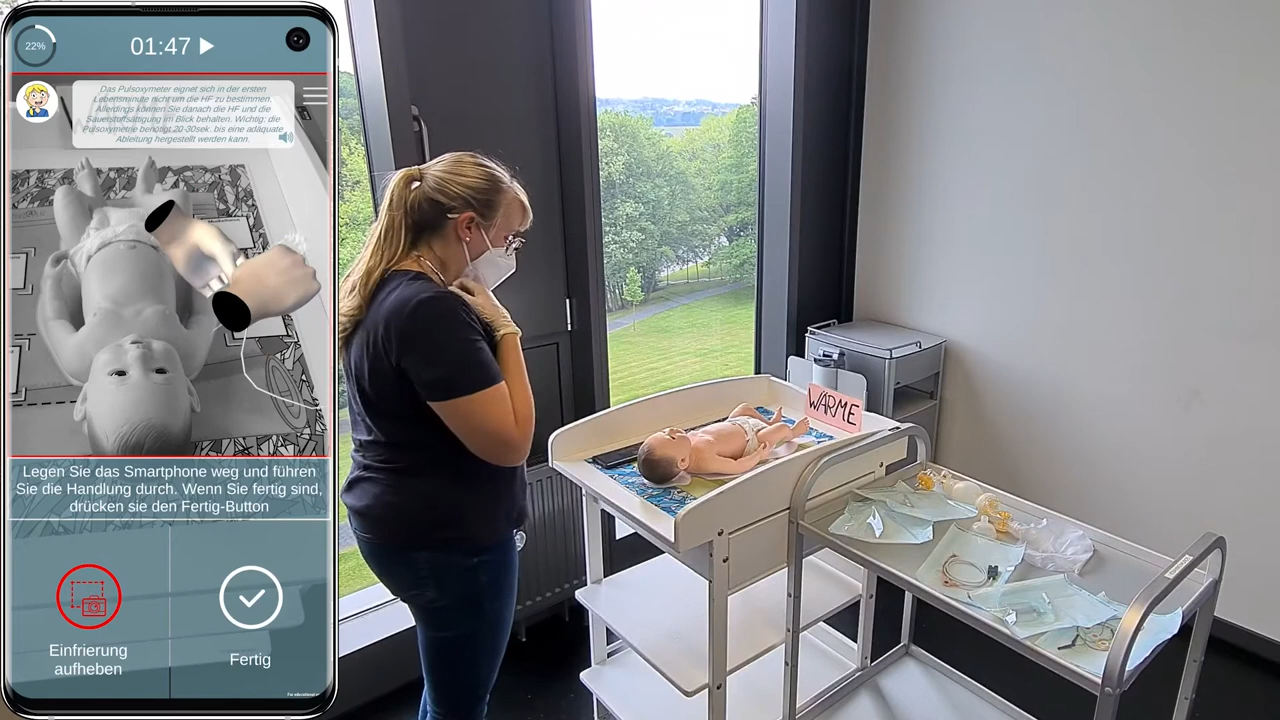 22%
01:47
Das Pulsoxymeter eignet sich in der ersten
Lebensminute nicht um die HF zu bestimmen.
Allerdings können Sie danach die HF und die
Sauerstoffsättigung im Blick behalten. Wichtig: die
Pulsoxymetrie benötigt 20-30sek. bis eine adäquate
Ableitung hergestellt werden kann.
Legen Sie das Smartphone weg und führen
Sie die Handlung durch. Wenn Sie fertig sind,
drücken sie den Fertig-Button
Einfrierung
aufheben
Fertig
For educational
WÄRME